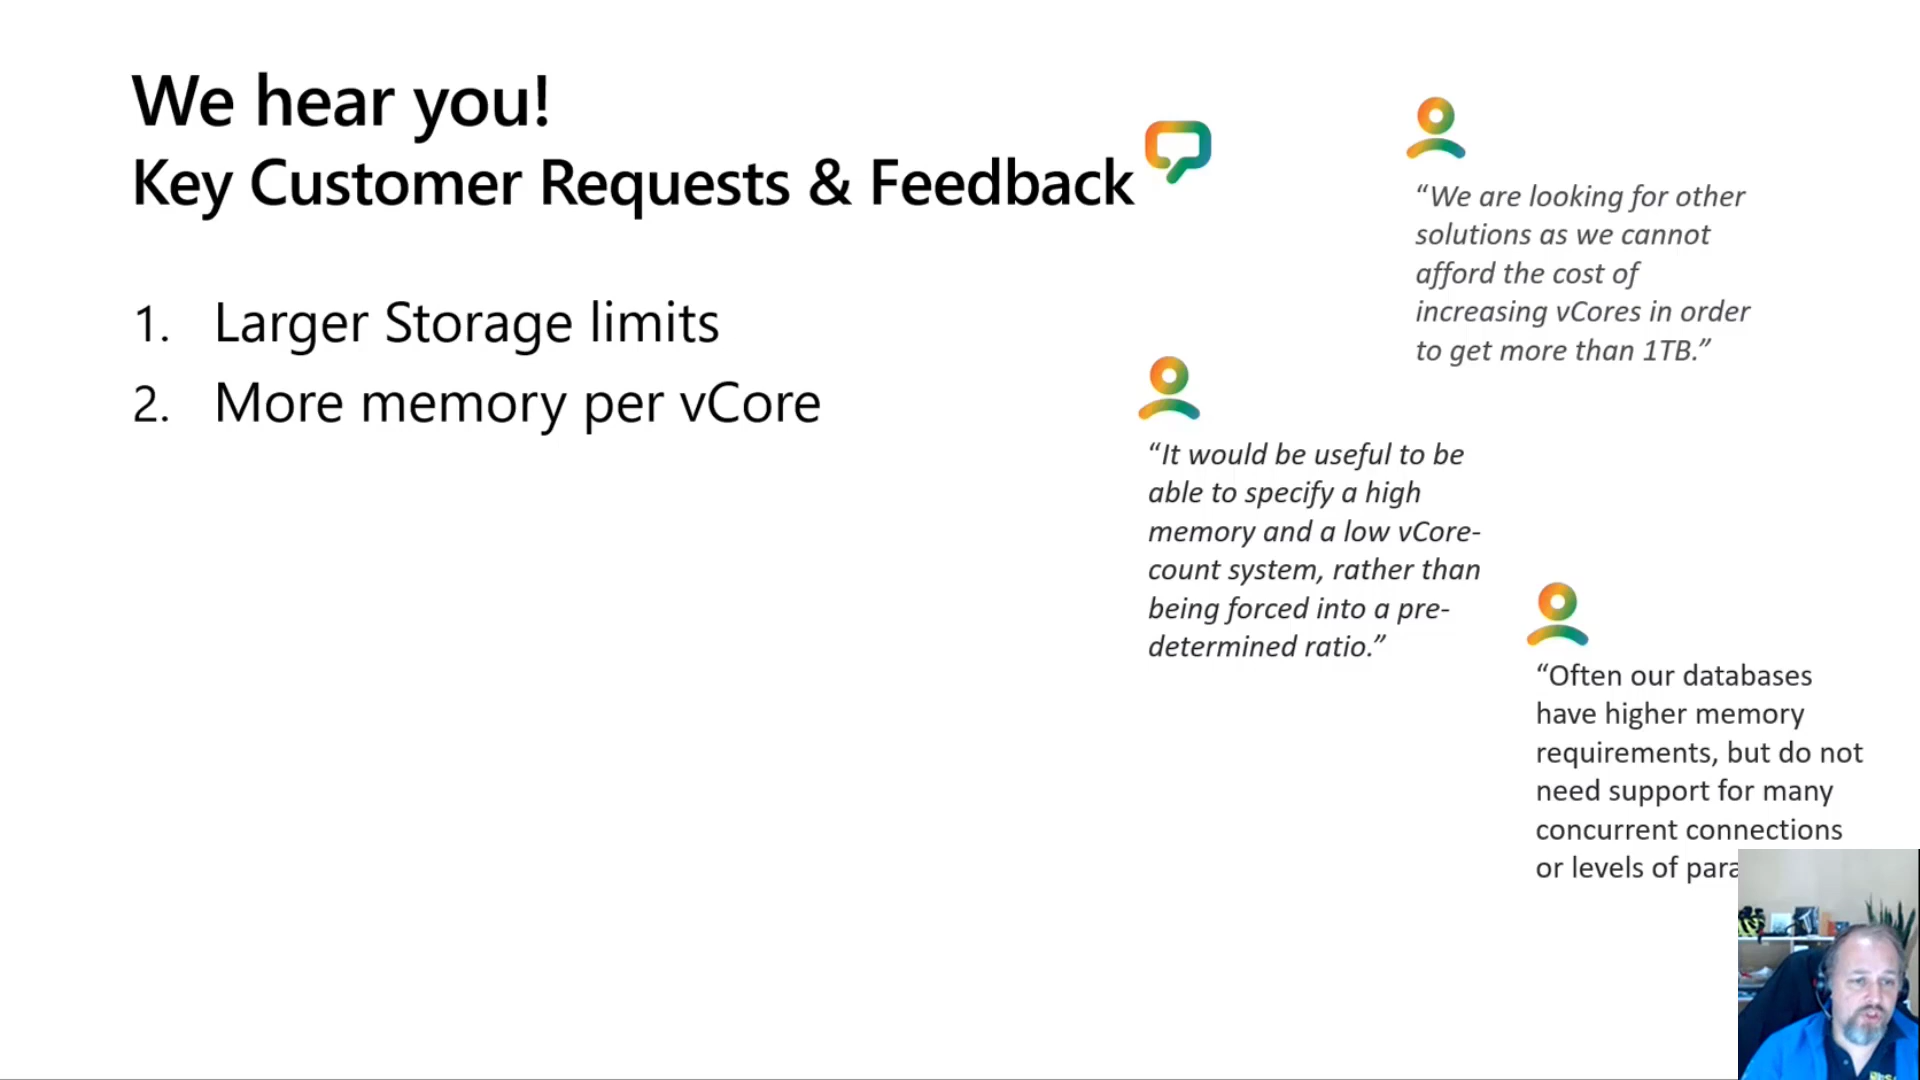 We hear you!
Key Customer Requests & Feedback
1. Larger Storage limits
2. More memory per vCore
“We are looking for other
solutions as we cannot
afford the cost of
increasing vCores in order
to get more than 1TB.”
“It would be useful to be
able to specify a high
memory and a low vCore-
count system, rather than
being forced into a pre-
determined ratio.”
“Often our databases
have higher memory
requirements, but do not
need support for many
concurrent connections
or levels of